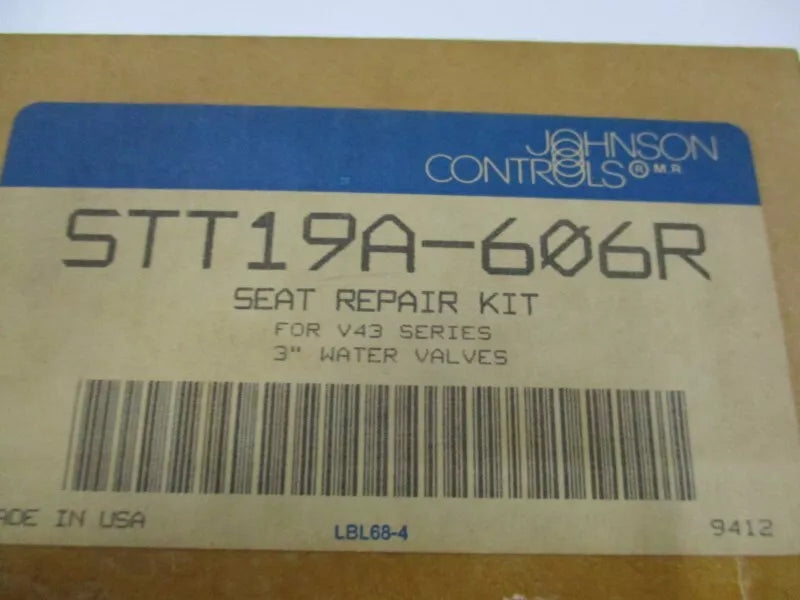 JOHNSON
CONTROLS ® M R
STT19A-606R
SEAT REPAIR KIT
FOR V43 SERIES
3" WATER VALVES
ADE IN USA
LBL68-4
9412